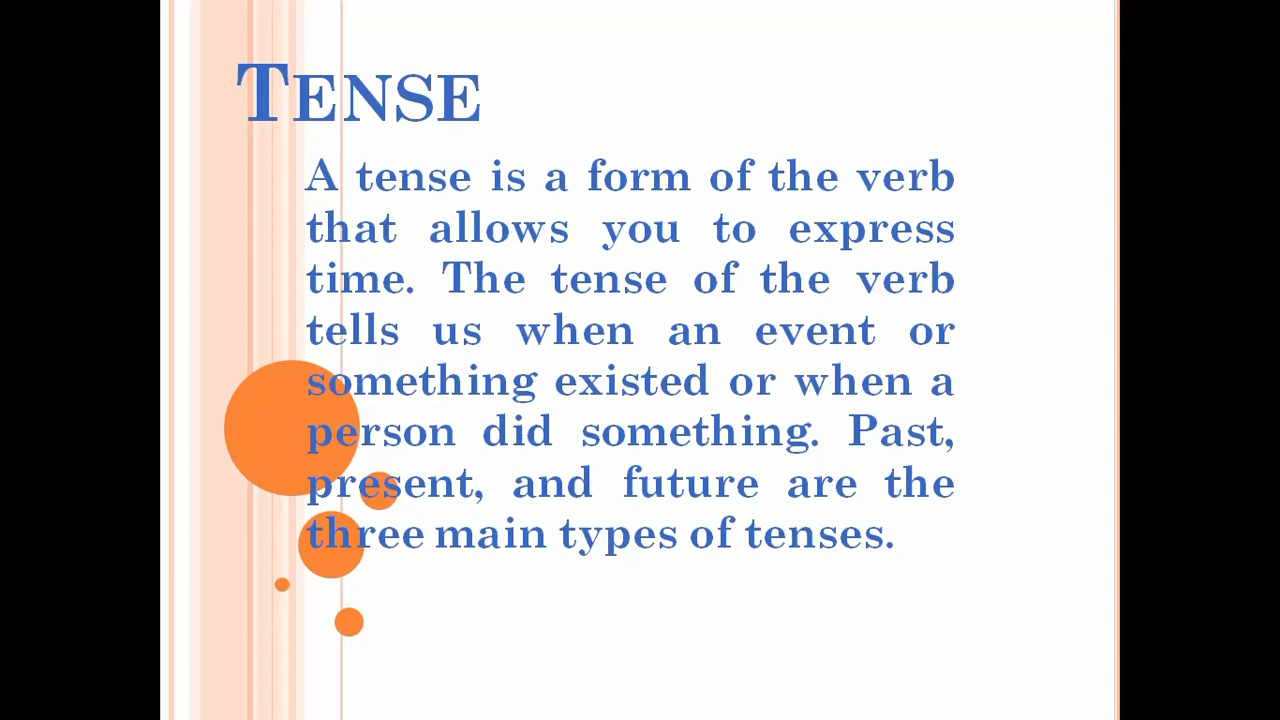 TENSE
A tense is a form of the verb
that allows you to express
time. The tense of the verb
tells us when an event or
something existed or when a
person did something. Past,
present, and future are the
three main types of tenses.